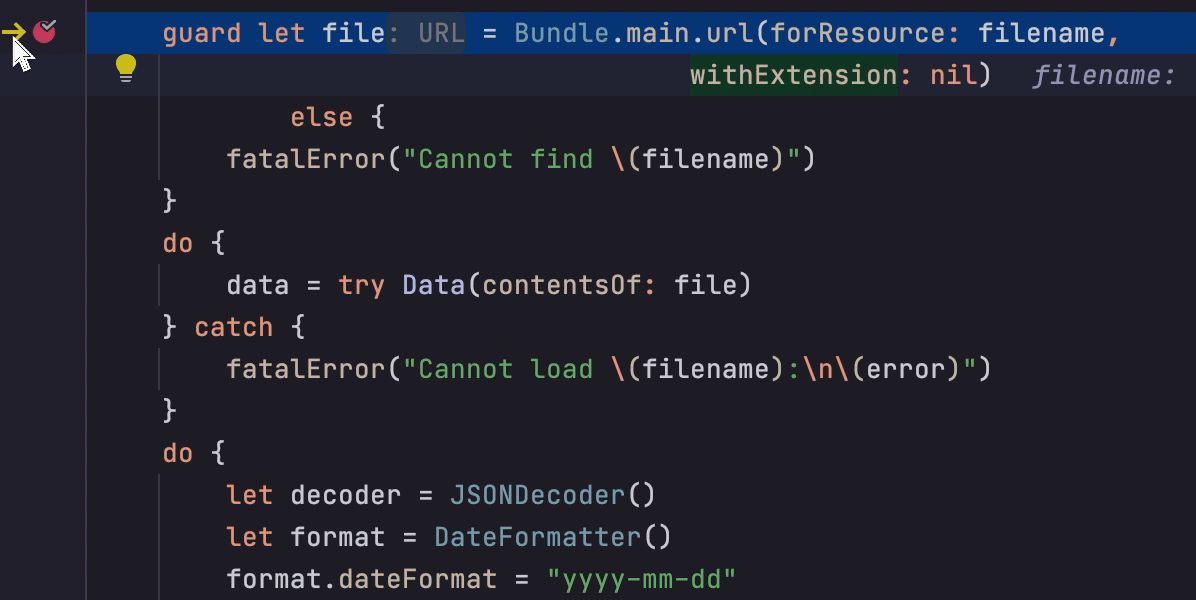 guard let file: URL = Bundle.main.url(forResource: filename,
withExtension: nil) filename:
else {
fatalError("Cannot find \(filename)")
}
do {
data = try Data(contentsOf: file)
} catch {
fatalError("Cannot load \(filename):\n\(error)")
}
do {
let decoder = JSONDecoder()
let format = DateFormatter()
format.dateFormat = "yyyy-mm-dd"